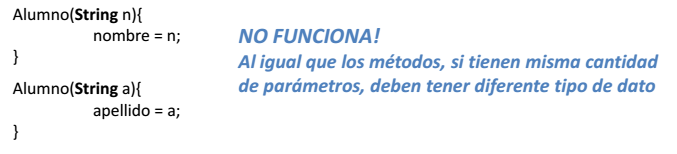 Alumno(String n){
nombre = n;
}
Alumno(String a){
apellido = a;
}
NO FUNCIONA!
Al igual que los métodos, si tienen misma cantidad
de parámetros, deben tener diferente tipo de dato